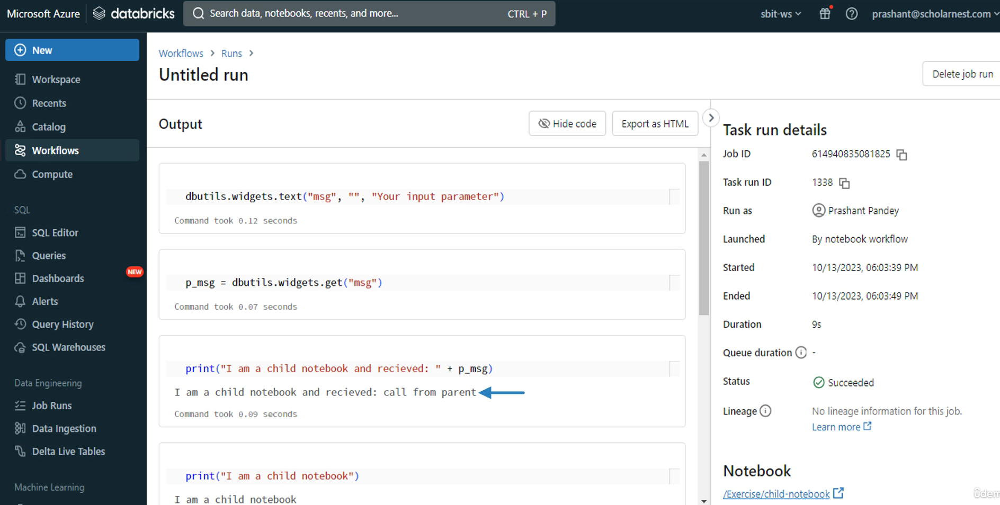 Microsoft Azure databricks Search data, notebooks, recents, and more... CTRL + P sbit-ws prashant@scholarnest.com
New
Workspace
Recents
Catalog
Workflows
Compute
SQL
SQL Editor
Queries
Dashboards NEW
Alerts
Query History
SQL Warehouses
Data Engineering
Job Runs
Data Ingestion
Delta Live Tables
Machine Learning
Workflows > Runs >
Untitled run
Delete job run
Output
Hide code
Export as HTML
dbutils.widgets.text("msg", "", "Your input parameter")
Command took 0.12 seconds
p_msg = dbutils.widgets.get("msg")
Command took 0.07 seconds
print("I am a child notebook and recieved: " + p_msg)
I am a child notebook and recieved: call from parent
Command took 0.09 seconds
print("I am a child notebook")
I am a child notebook
Task run details
Job ID 614940835081825
Task run ID 1338
Run as Prashant Pandey
Launched By notebook workflow
Started 10/13/2023, 06:03:39 PM
Ended 10/13/2023, 06:03:49 PM
Duration 9s
Queue duration -
Status Succeeded
Lineage No lineage information for this job.
Learn more
Notebook
/Exercise/child-notebook